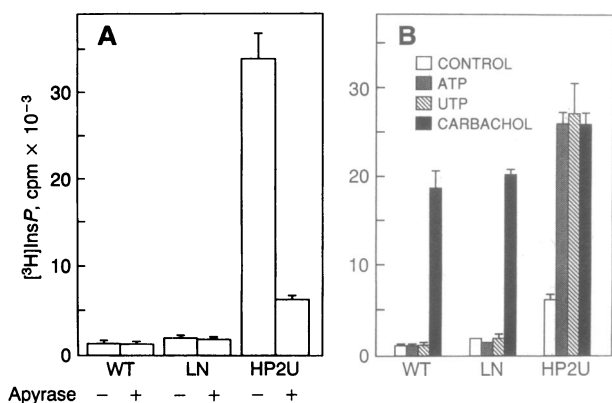 A
[³H]InsP, cpm × 10⁻³
30
20
10
0
WT LN HP2U
Apyrase − + − + − +
B
CONTROL
ATP
UTP
CARBACHOL
30
20
10
0
WT LN HP2U